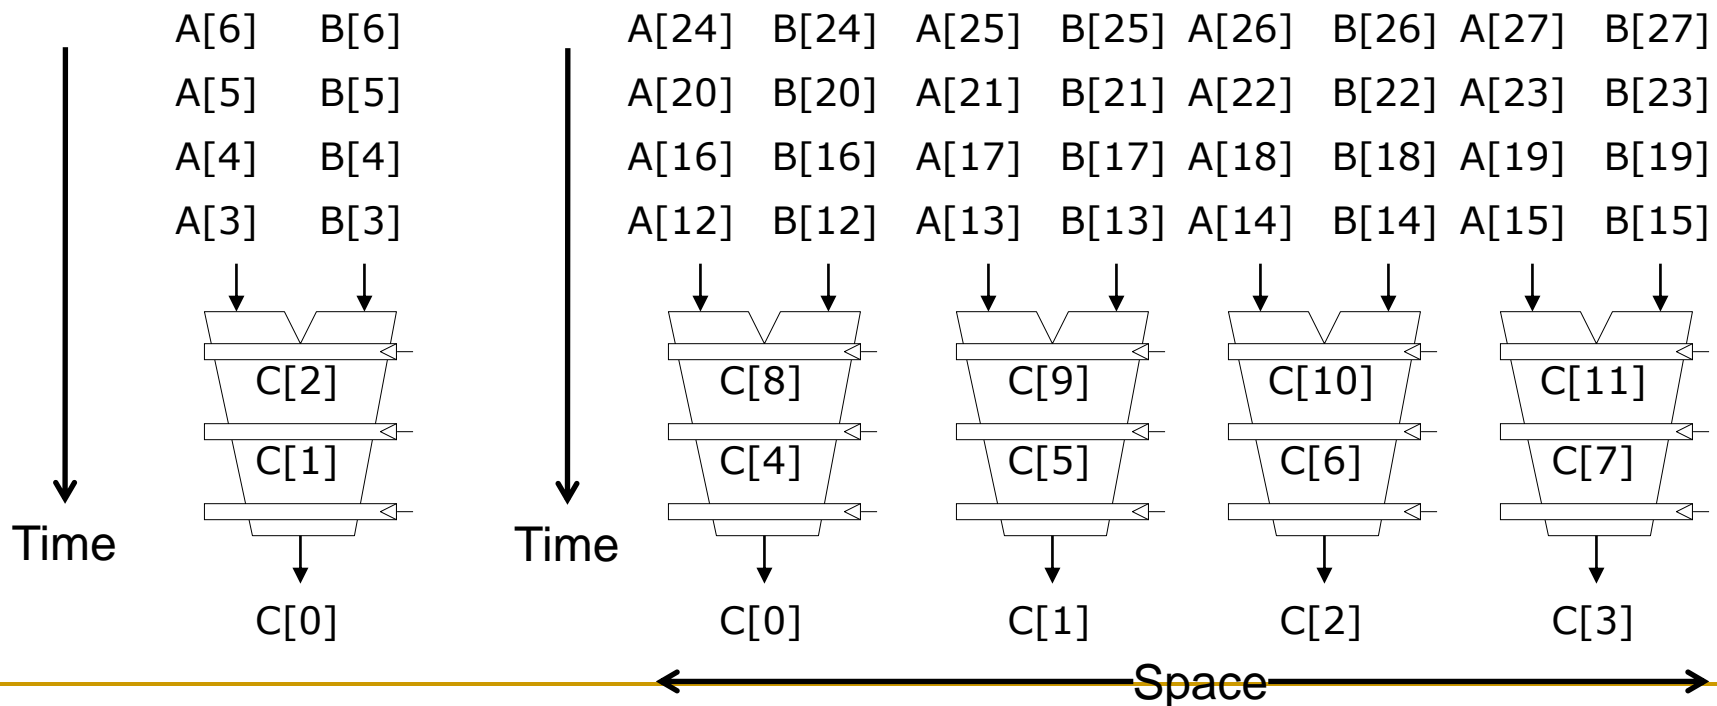 A[6] B[6] A[24] B[24] A[25] B[25] A[26] B[26] A[27] B[27]
A[5] B[5] A[20] B[20] A[21] B[21] A[22] B[22] A[23] B[23]
A[4] B[4] A[16] B[16] A[17] B[17] A[18] B[18] A[19] B[19]
A[3] B[3] A[12] B[12] A[13] B[13] A[14] B[14] A[15] B[15]
C[2] C[8] C[9] C[10] C[11]
C[1] C[4] C[5] C[6] C[7]
Time Time
C[0] C[0] C[1] C[2] C[3]
Space